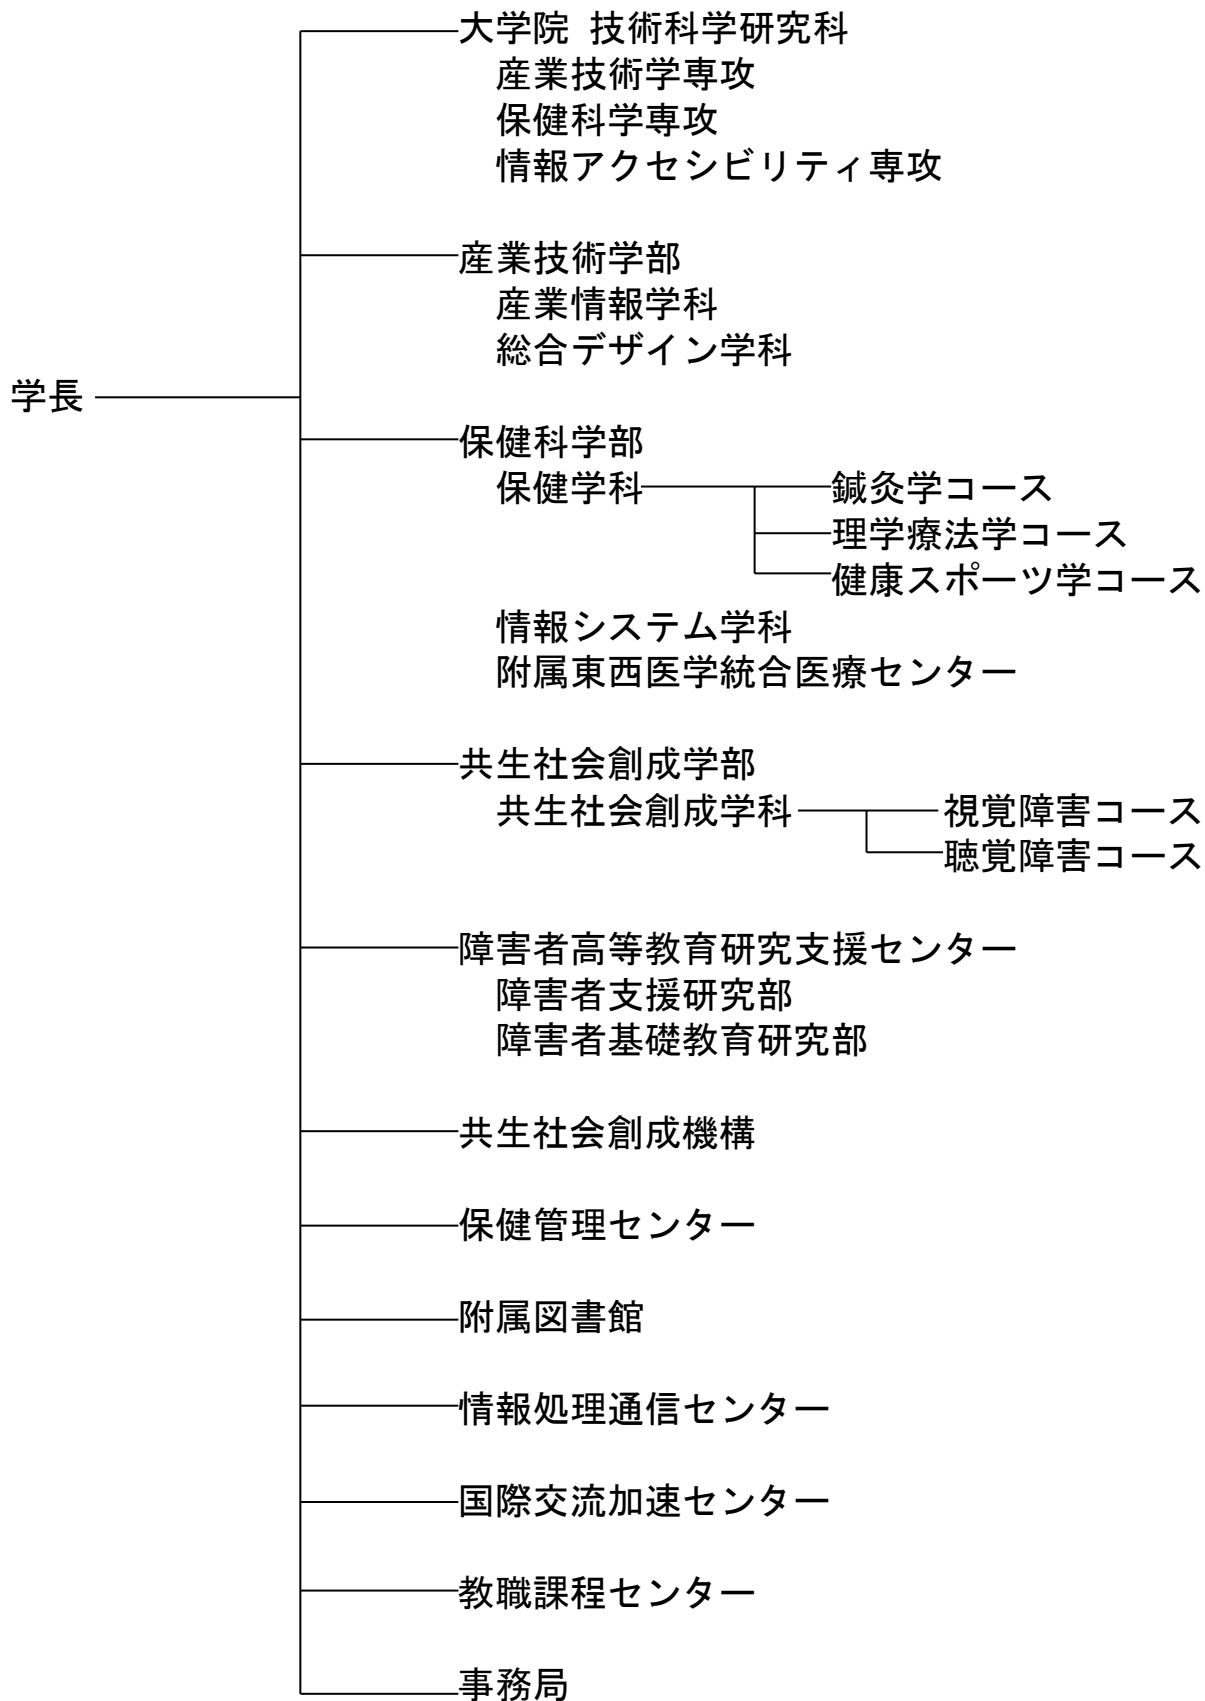 大学院 技術科学研究科
産業技術学専攻
保健科学専攻
情報アクセシビリティ専攻
産業技術学部
産業情報学科
総合デザイン学科
学長
保健科学部
保健学科
鍼灸学コース
理学療法学コース
健康スポーツ学コース
情報システム学科
附属東西医学統合医療センター
共生社会創成学部
共生社会創成学科
視覚障害コース
聴覚障害コース
障害者高等教育研究支援センター
障害者支援研究部
障害者基礎教育研究部
共生社会創成機構
保健管理センター
附属図書館
情報処理通信センター
国際交流加速センター
教職課程センター
事務局